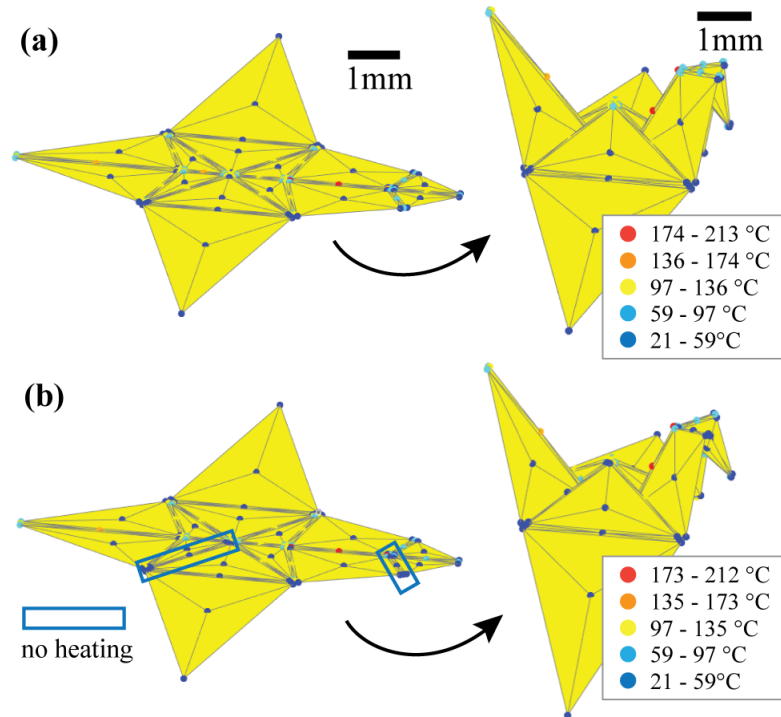 (a)
1mm
1mm
174 - 213 °C
136 - 174 °C
97 - 136 °C
59 - 97 °C
21 - 59°C
(b)
no heating
173 - 212 °C
135 - 173 °C
97 - 135 °C
59 - 97 °C
21 - 59°C